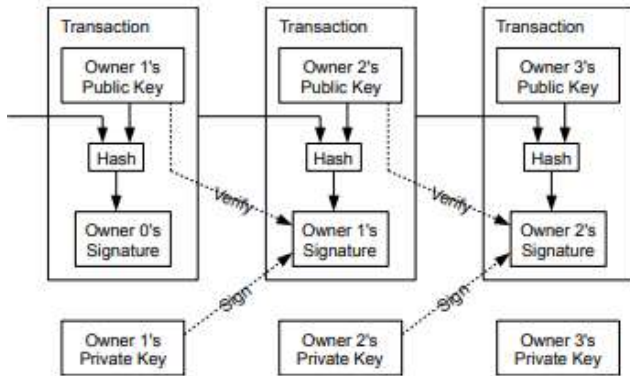 Transaction
Transaction
Transaction
Owner 1's
Public Key
Owner 2's
Public Key
Owner 3's
Public Key
Hash
Hash
Hash
Verify
Verify
Owner 0's
Signature
Owner 1's
Signature
Owner 2's
Signature
Sign
Sign
Owner 1's
Private Key
Owner 2's
Private Key
Owner 3's
Private Key